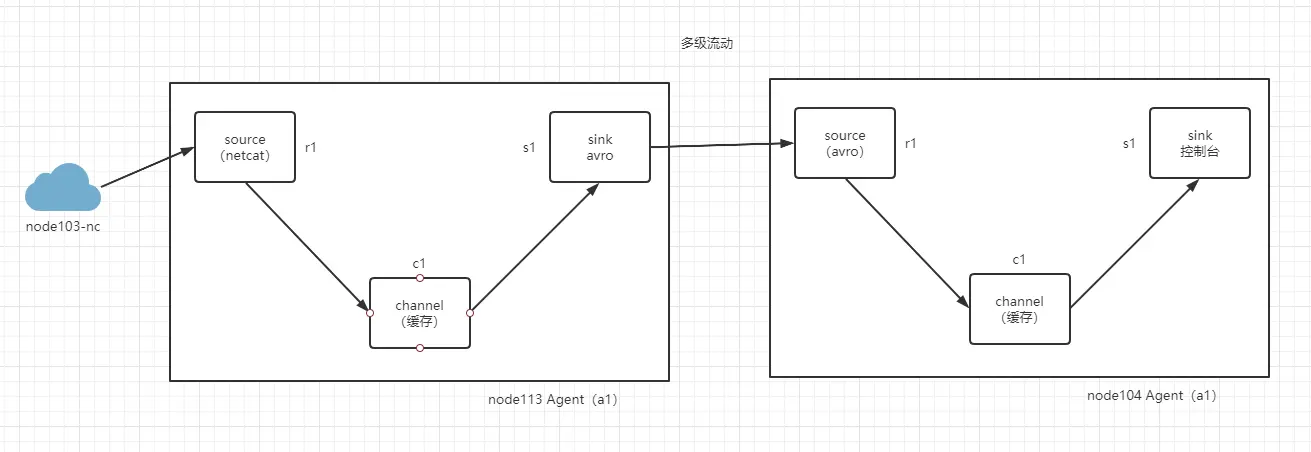 多级流动
node103-nc
source
（netcat）
r1
c1
channel
（缓存）
s1
sink
avro
node113 Agent（a1）
source
（avro）
r1
c1
channel
（缓存）
s1
sink
控制台
node104 Agent（a1）